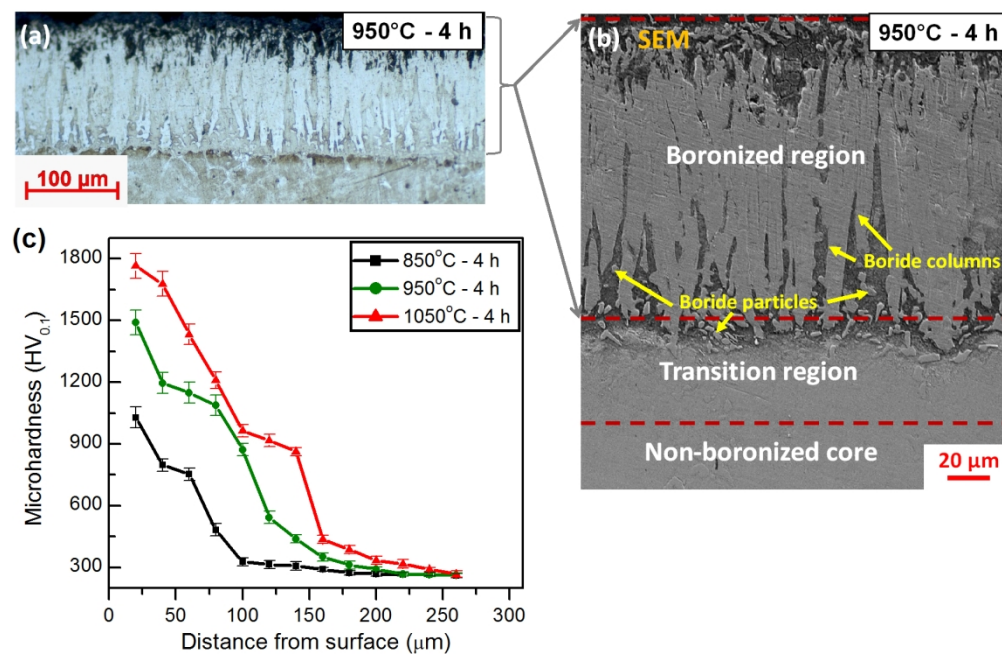 (a)
950°C - 4 h
100 µm
(b)
SEM
950°C - 4 h
Boronized region
Boride columns
Boride particles
Transition region
Non-boronized core
20 µm
(c)
1800
1500
1200
900
600
300
Microhardness (HV0.1)
850°C - 4 h
950°C - 4 h
1050°C - 4 h
0 50 100 150 200 250 300
Distance from surface (µm)